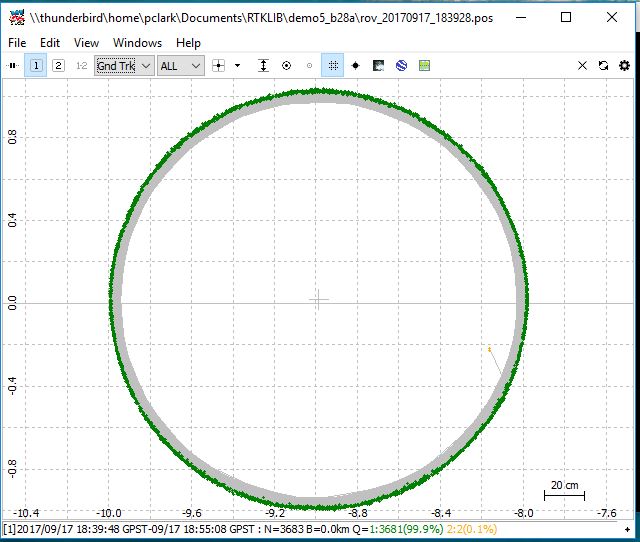 \\thunderbird\home\pclark\Documents\RTKLIB\demo5_b28a\rov_20170917_183928.pos
File Edit View Windows Help
1 2 1-2 Gnd Trk ALL
0.8
0.4
0.0
-0.4
-0.8
20 cm
-10.4 -10.0 -9.6 -9.2 -8.8 -8.4 -8.0 -7.6
[1]2017/09/17 18:39:48 GPST-09/17 18:55:08 GPST : N=3683 B=0.0km Q=1:3681(99.9%) 2:2(0.1%)